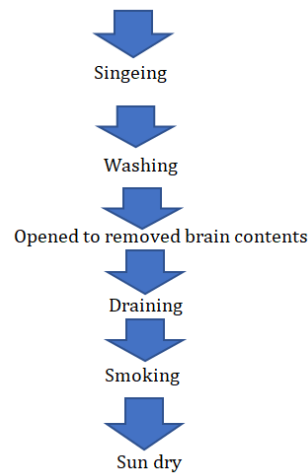 Singeing
Washing
Opened to removed brain contents
Draining
Smoking
Sun dry